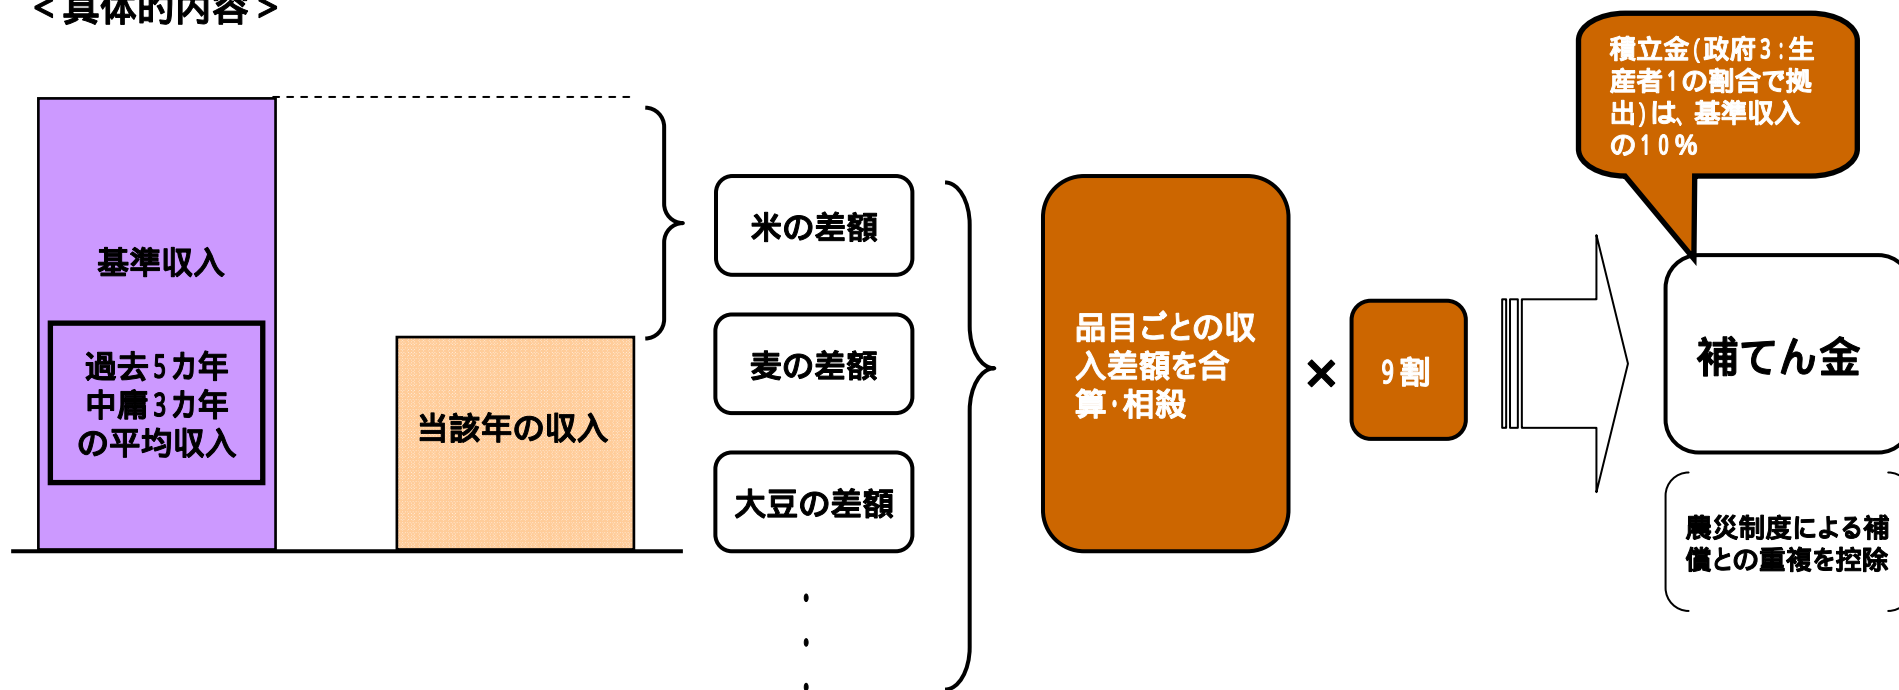 ＜具体的内容＞
積立金(政府3:生
産者1の割合で拠
出)は、基準収入
の10%
基準収入
過去5カ年
中庸3カ年
の平均収入
当該年の収入
米の差額
麦の差額
大豆の差額
・
・
・
品目ごとの収
入差額を合
算・相殺
×
9割
補てん金
農災制度による補
償との重複を控除